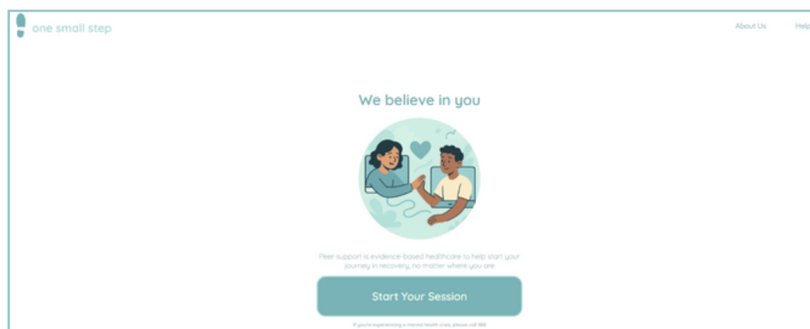 one small step
About Us
Help
We believe in you
Peer support is evidence-based healthcare to help start your
journey in recovery, no matter where you are
Start Your Session
If you're experiencing a mental health crisis, please call 988